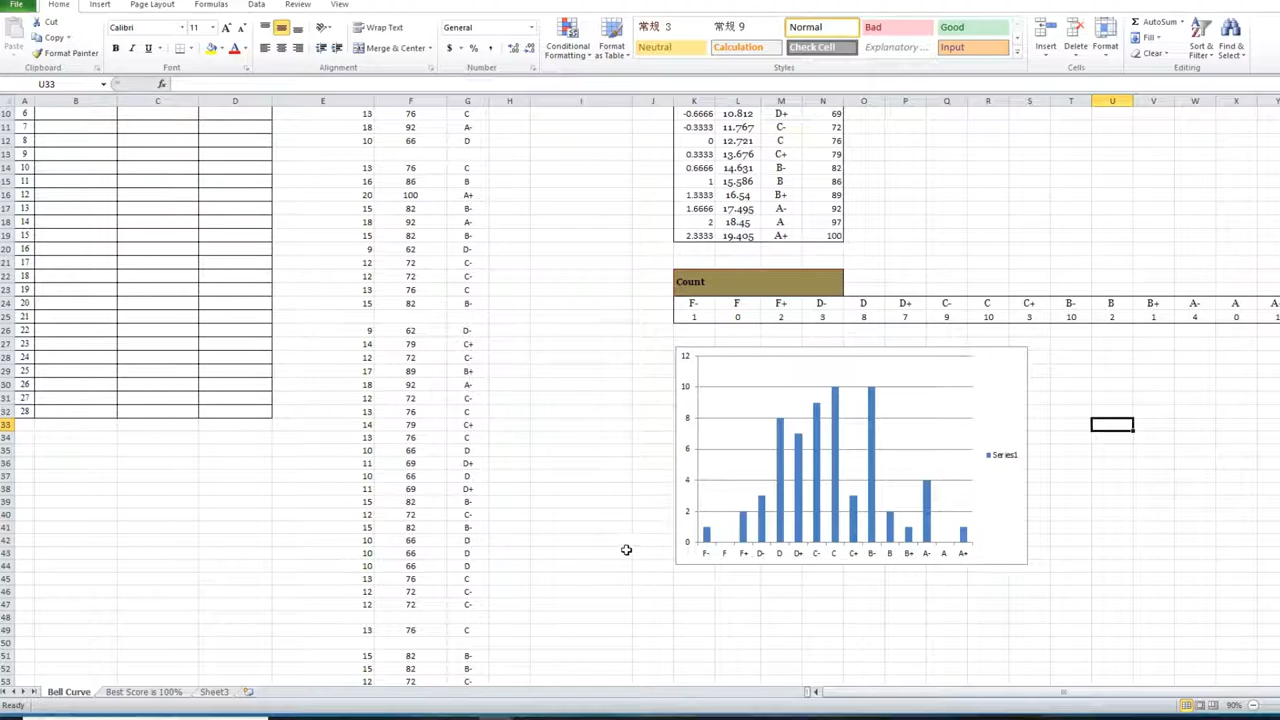 File Home Insert Page Layout Formulas Data Review View
Cut Calibri 11 Wrap Text General 常規 3 常規 9 Normal Bad Good AutoSum
Copy Fill
Paste Format Painter B I U Merge & Center $ % , Conditional Formatting Format as Table Neutral Calculation Check Cell Explanatory ... Input Insert Delete Format Clear Sort & Filter Find & Select
Clipboard Font Alignment Number Styles Cells Editing
U33 fx
A B C D E F G H I J K L M N O P Q R S T U V W X
10 6 13 76 C -0.6666 10.812 D+ 69
11 7 18 92 A- -0.3333 11.767 C- 72
12 8 10 66 D 0 12.721 C 76
13 9 0.3333 13.676 C+ 79
14 10 13 76 C 0.6666 14.631 B- 82
15 11 16 86 B 1 15.586 B 86
16 12 20 100 A+ 1.3333 16.54 B+ 89
17 13 15 82 B- 1.6666 17.495 A- 92
18 14 18 92 A- 2 18.45 A 97
19 15 15 82 B- 2.3333 19.405 A+ 100
20 16 9 62 D-
21 17 12 72 C-
22 18 12 72 C- Count
23 19 13 76 C
24 20 15 82 B- F- F F+ D- D D+ C- C C+ B- B B+ A- A
25 21 1 0 2 3 8 7 9 10 3 10 2 1 4 0 1
26 22 9 62 D-
27 23 14 79 C+
28 24 12 72 C-
29 25 17 89 B+
30 26 18 92 A-
31 27 12 72 C-
32 28 13 76 C
33 14 79 C+
34 13 76 C
35 10 66 D
36 11 69 D+
37 10 66 D
38 11 69 D+
39 15 82 B-
40 12 72 C-
41 15 82 B-
42 10 66 D
43 10 66 D
44 10 66 D
45 13 76 C
46 12 72 C-
47 12 72 C-
48
49 13 76 C
50
51 15 82 B-
52 15 82 B-
53 12 72 C-
12
10
8
6
4
2
0
F- F F+ D- D D+ C- C C+ B- B B+ A- A A+
Series1
Bell Curve Best Score is 100% Sheet3
Ready 90%